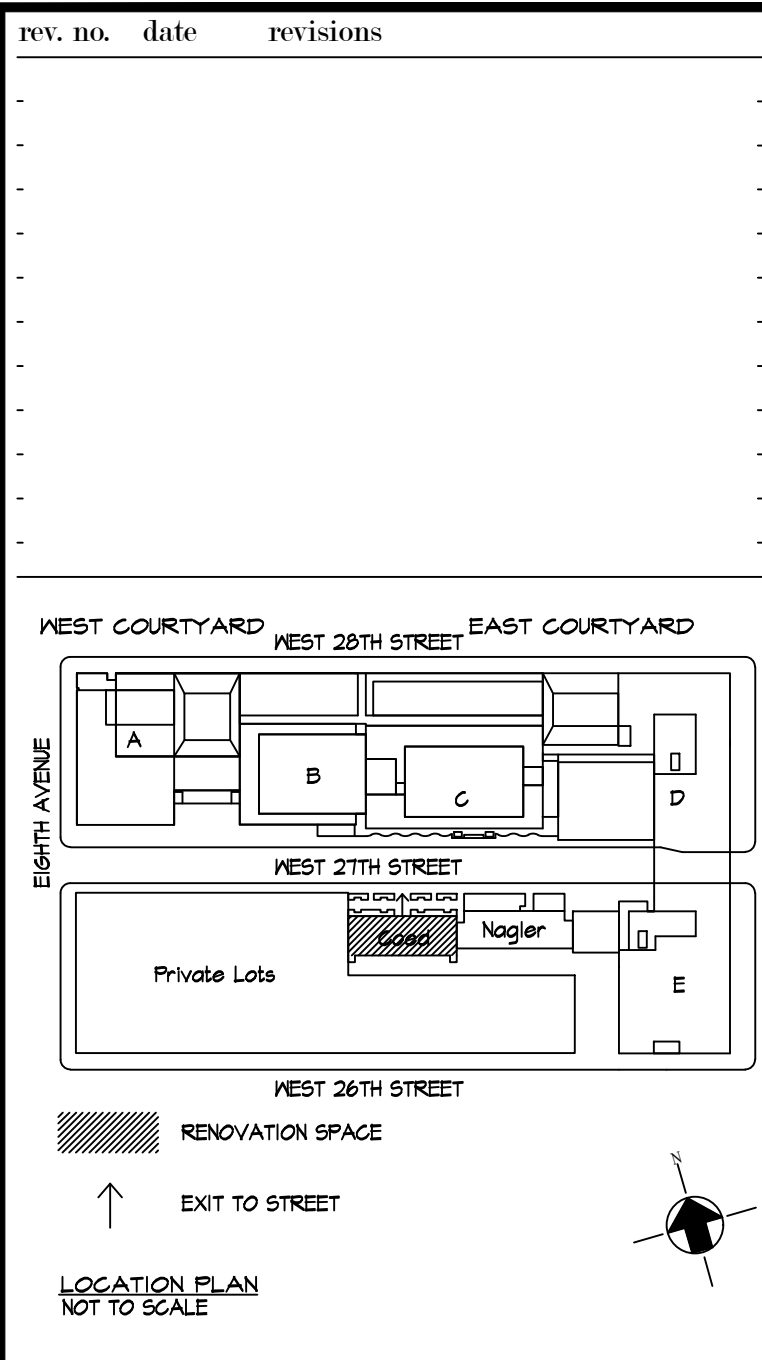 rev. no. date revisions
WEST COURTYARD WEST 28TH STREET EAST COURTYARD
EIGHTH AVENUE
A
B
C
D
WEST 27TH STREET
Coed
Nagler
Private Lots
E
WEST 26TH STREET
RENOVATION SPACE
N
EXIT TO STREET
LOCATION PLAN
NOT TO SCALE